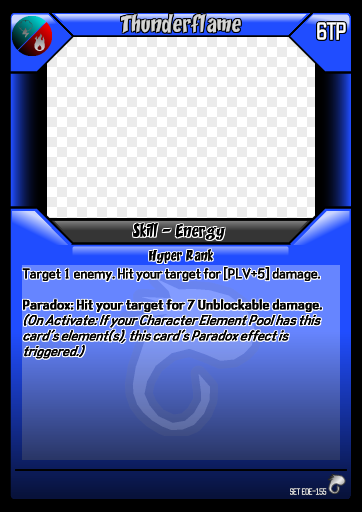 Thunderflame
6TP
Skill - Energy
Hyper Rank
Target 1 enemy. Hit your target for [PLV+5] damage.
Paradox: Hit your target for 7 Unblockable damage.
(On Activate: If your Character Element Pool has this
card's element(s), this card's Paradox effect is
triggered.)
SET EOE-155